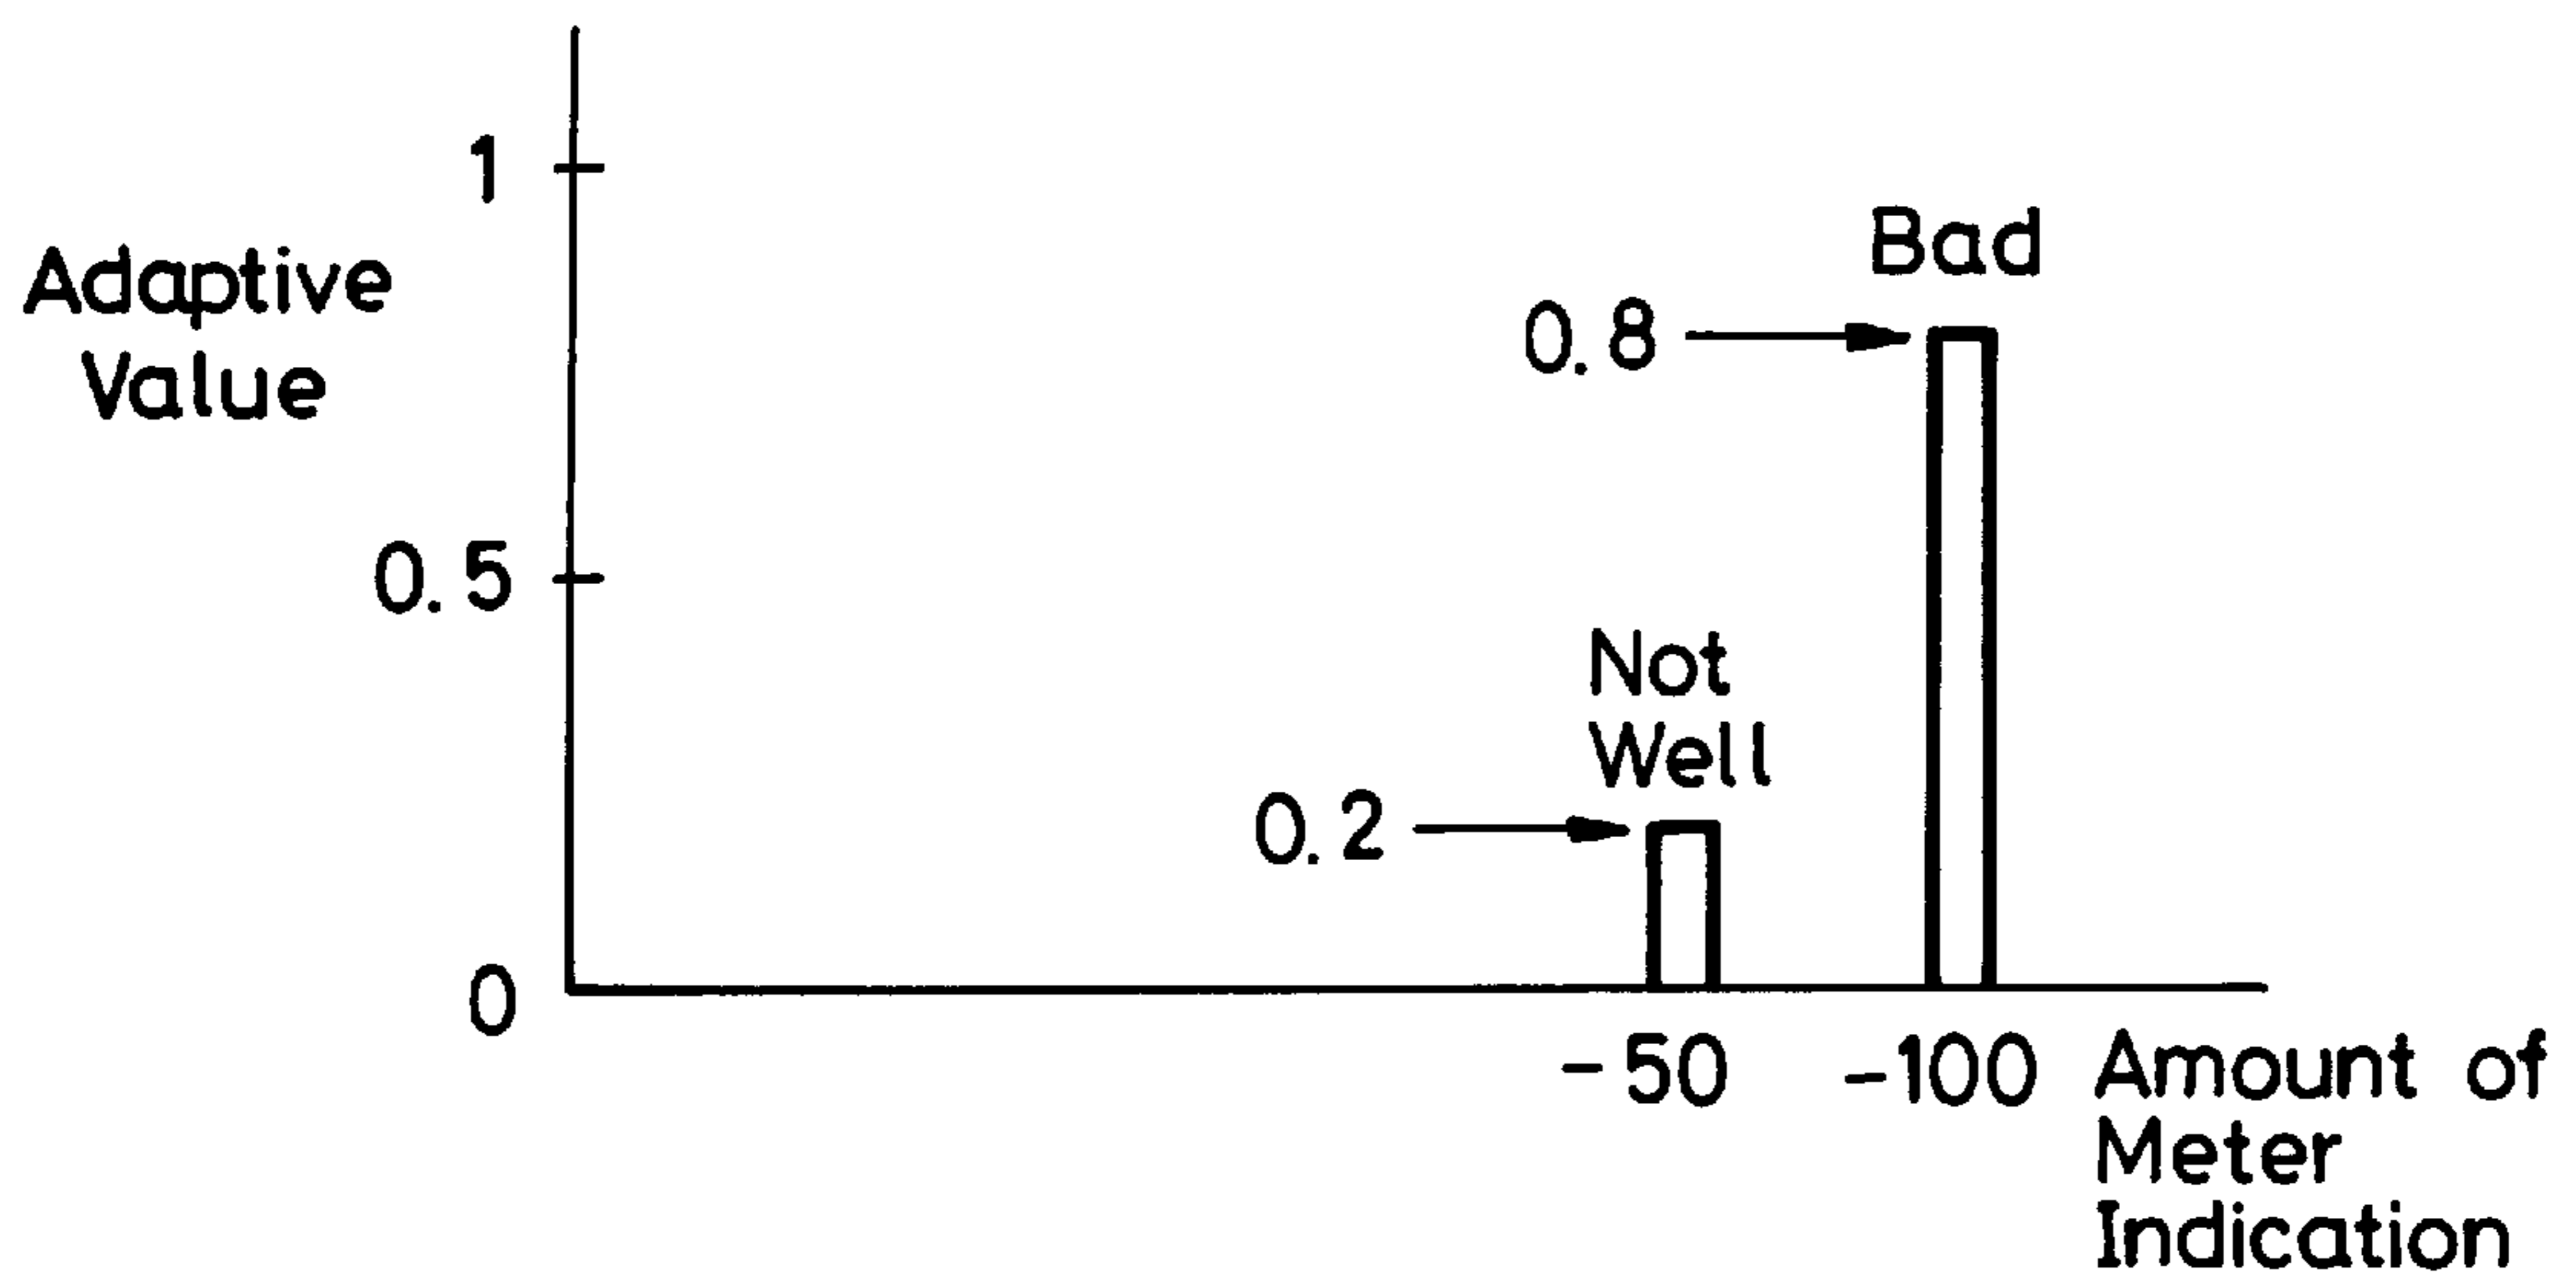 1
Adaptive
Value
Bad
0.8
0.5
Not
Well
0.2
0
-50
-100
Amount of
Meter
Indication